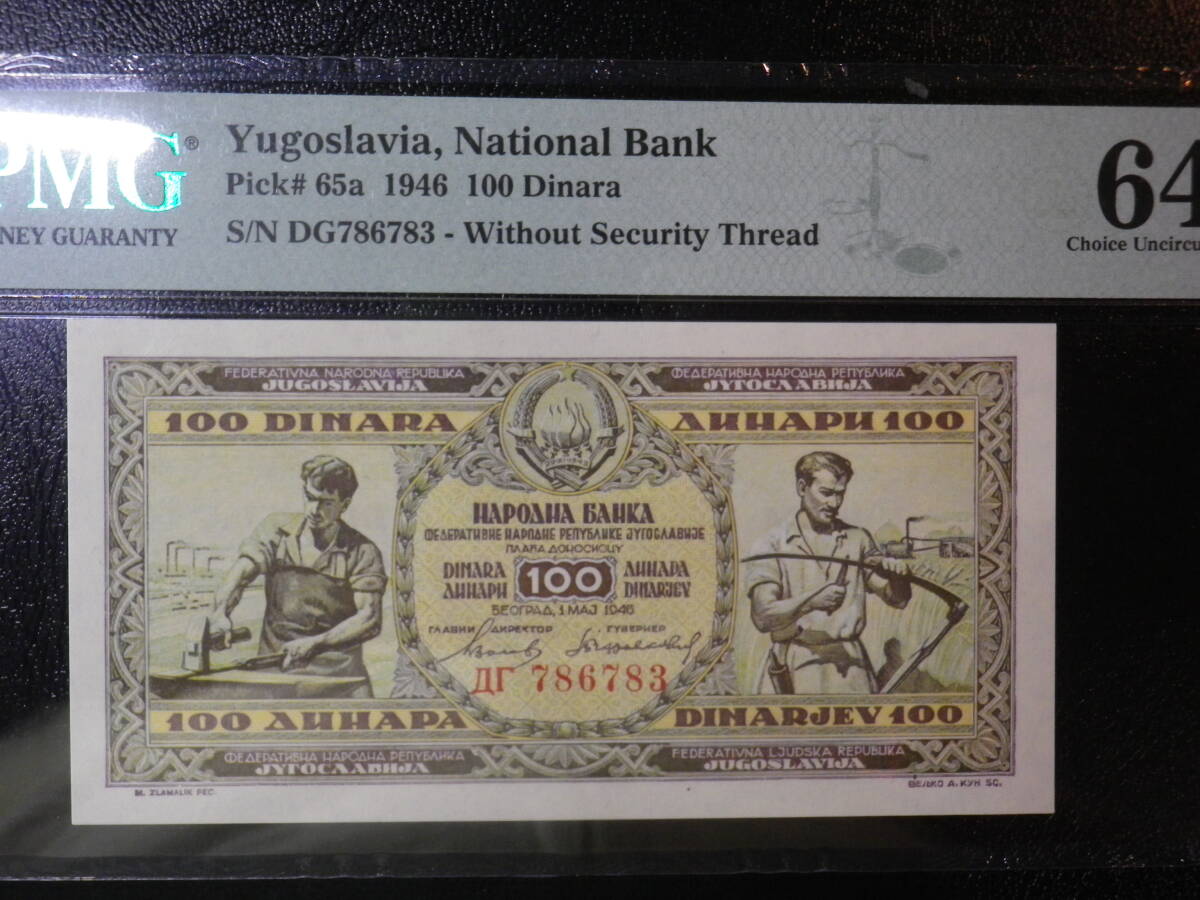 PMG®
NEY GUARANTY
Yugoslavia, National Bank
Pick# 65a 1946 100 Dinara
S/N DG786783 - Without Security Thread
64
Choice Uncircu
FEDERATIVNA NARODNA REPUBLIKA
JUGOSLAVIJA
ФЕДЕРАТИВНА НАРОДНА РЕПУБЛИКА
ЈУГОСЛАВИЈА
100 DINARA
ДИНАРИ 100
НАРОДНА БАНКА
ФЕДЕРАТИВНЕ НАРОДНЕ РЕПУБЛИКЕ ЈУГОСЛАВИЈЕ
ПЛАЋА ДОНОСИОЦУ
DINARA 100 ДИНАРА
ДИНАРИ DINARJEV
БЕОГРАД, 1. МАЈ 1946
ГЛАВНИ ДИРЕКТОР ГУВЕРНЕР
ДГ 786783
100 ДИНАРА
DINARJEV 100
ФЕДЕРАТИВНА НАРОДНА РЕПУБЛИКА
ЈУГОСЛАВИЈА
FEDERATIVNA LJUDSKA REPUBLIKA
JUGOSLAVIJA
M. ZLAMALIK FEC.
ВЕЉКО А. КУН SC.